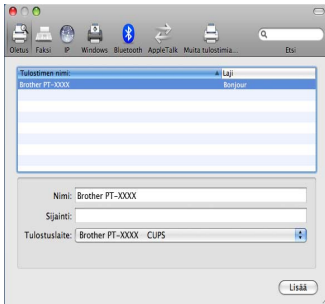 Oletus Faksi IP Windows Bluetooth AppleTalk Muita tulostimia... Etsi
Tulostimen nimi: Laji
Brother PT-XXXX Bonjour
Nimi: Brother PT-XXXX
Sijainti:
Tulostuslaite: Brother PT-XXXX CUPS
Lisää